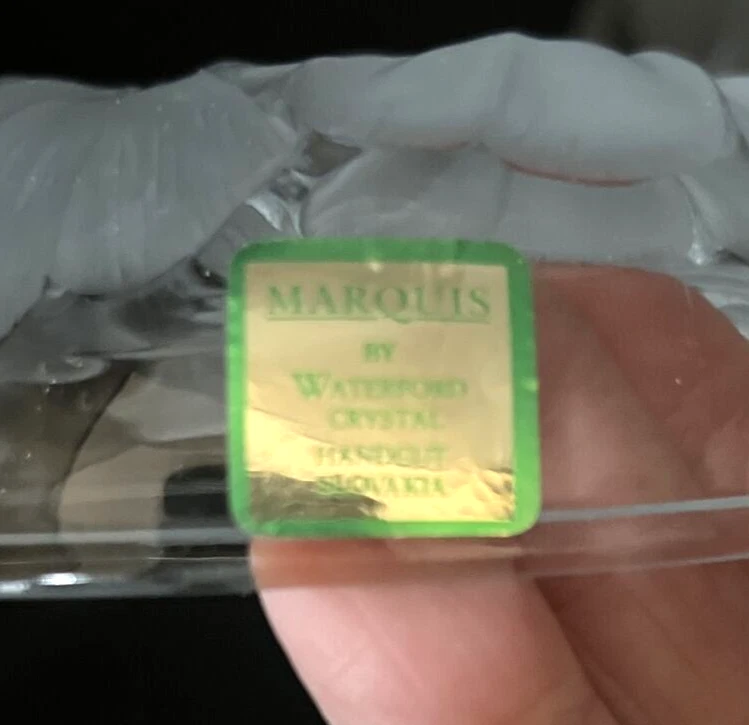 MARQUIS
BY
WATERFORD
CRYSTAL
HANDCUT
SLOVAKIA